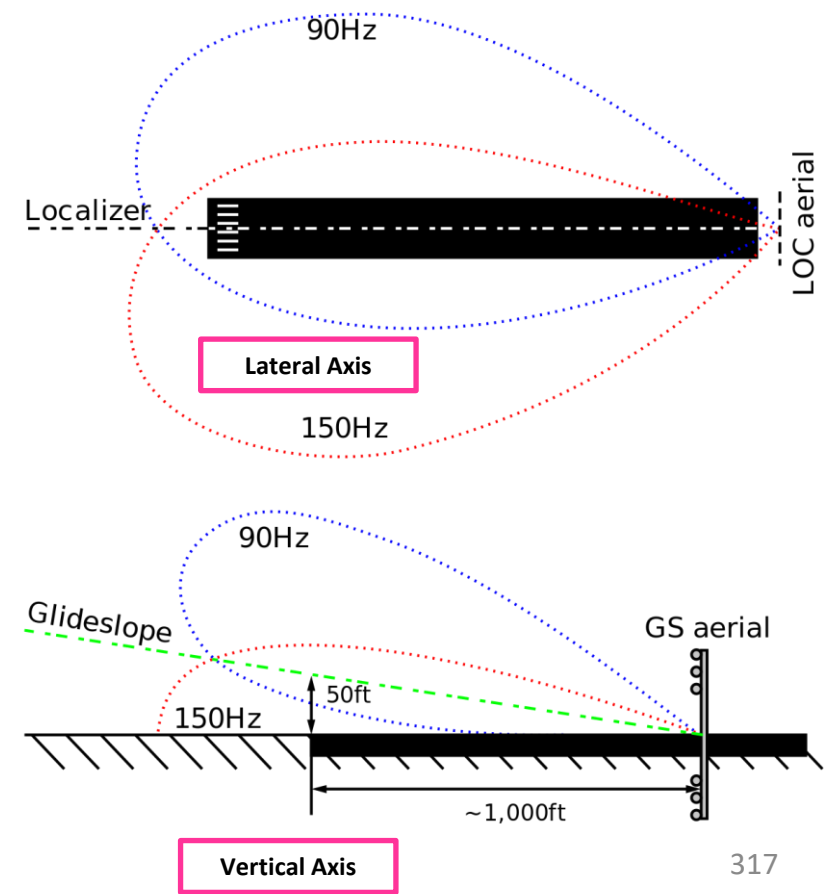 90Hz
Localizer
LOC aerial
Lateral Axis
150Hz
90Hz
Glideslope
GS aerial
50ft
150Hz
~1,000ft
Vertical Axis
317